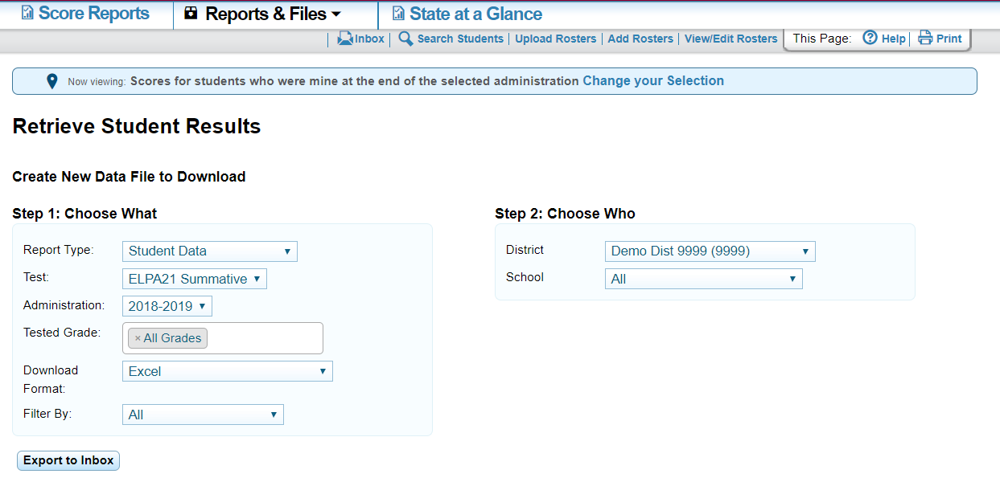 Score Reports
Reports & Files
State at a Glance
Inbox
Search Students
Upload Rosters
Add Rosters
View/Edit Rosters
This Page:
Help
Print
Now viewing: Scores for students who were mine at the end of the selected administration Change your Selection
Retrieve Student Results
Create New Data File to Download
Step 1: Choose What
Report Type: Student Data
Test: ELPA21 Summative
Administration: 2018-2019
Tested Grade: × All Grades
Download
Format: Excel
Filter By: All
Export to Inbox
Step 2: Choose Who
District Demo Dist 9999 (9999)
School All